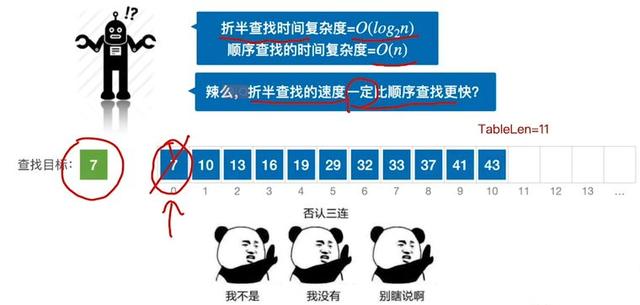 !?
折半查找时间复杂度=O(log₂n)
顺序查找的时间复杂度=O(n)
辣么，折半查找的速度一定比顺序查找更快？
TableLen=11
查找目标： 7
7 10 13 16 19 29 32 33 37 41 43
0 1 2 3 4 5 6 7 8 9 10 11 12 13 ...
否认三连
我不是 我没有 别瞎说啊